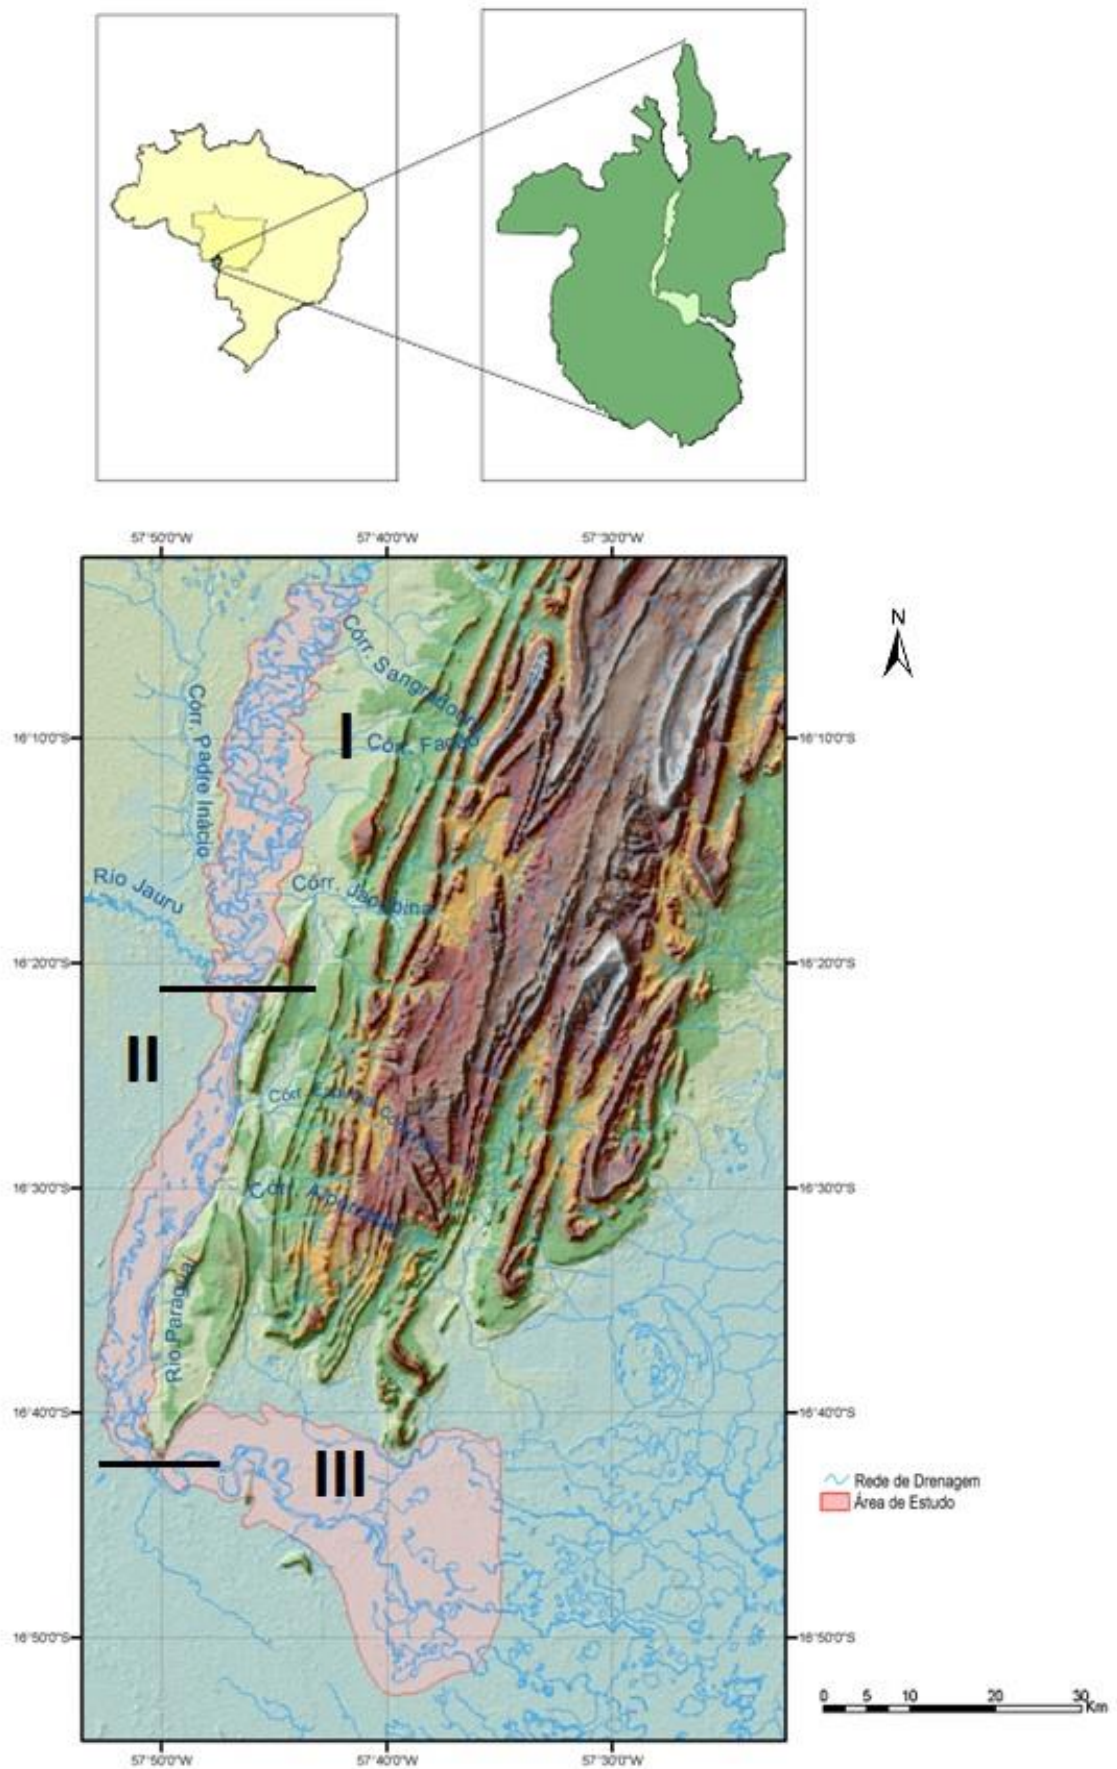 57°50'0"W
57°40'0"W
57°30'0"W
N
Córr. Sangradouro
Córr. Padre Inácio
I
Córr. Facão
16°10'0"S
16°10'0"S
Rio Jauru
Córr. Jacobina
16°20'0"S
16°20'0"S
II
Córr.
16°30'0"S
16°30'0"S
Córr.
Rio Paraguai
16°40'0"S
16°40'0"S
III
Rede de Drenagem
Área de Estudo
16°50'0"S
16°50'0"S
0 5 10 20 30 Km
57°50'0"W
57°40'0"W
57°30'0"W